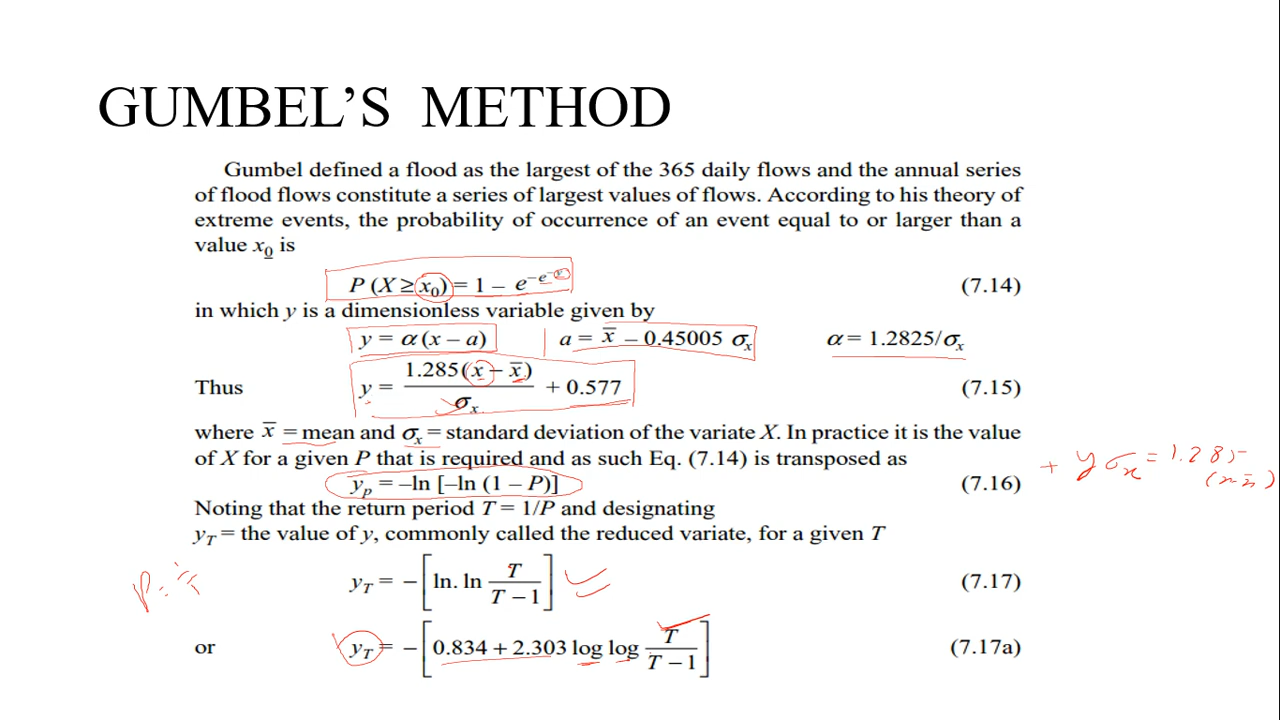 GUMBEL'S METHOD
Gumbel defined a flood as the largest of the 365 daily flows and the annual series
of flood flows constitute a series of largest values of flows. According to his theory of
extreme events, the probability of occurrence of an event equal to or larger than a
value x₀ is
P (X ≥ x₀) = 1 − e^(−e^(−y)) (7.14)
in which y is a dimensionless variable given by
y = α (x − a) a = x̄ − 0.45005 σₓ α = 1.2825/σₓ
Thus y = 1.285(x − x̄)/σₓ + 0.577 (7.15)
where x̄ = mean and σₓ = standard deviation of the variate X. In practice it is the value
of X for a given P that is required and as such Eq. (7.14) is transposed as
yₚ = −ln [−ln (1 − P)] (7.16)
+ y σₓ = 1.285
(x − x̄)
Noting that the return period T = 1/P and designating
y_T = the value of y, commonly called the reduced variate, for a given T
P = 1/T
y_T = −[ln. ln T/(T − 1)] (7.17)
or y_T = −[0.834 + 2.303 log log T/(T − 1)] (7.17a)